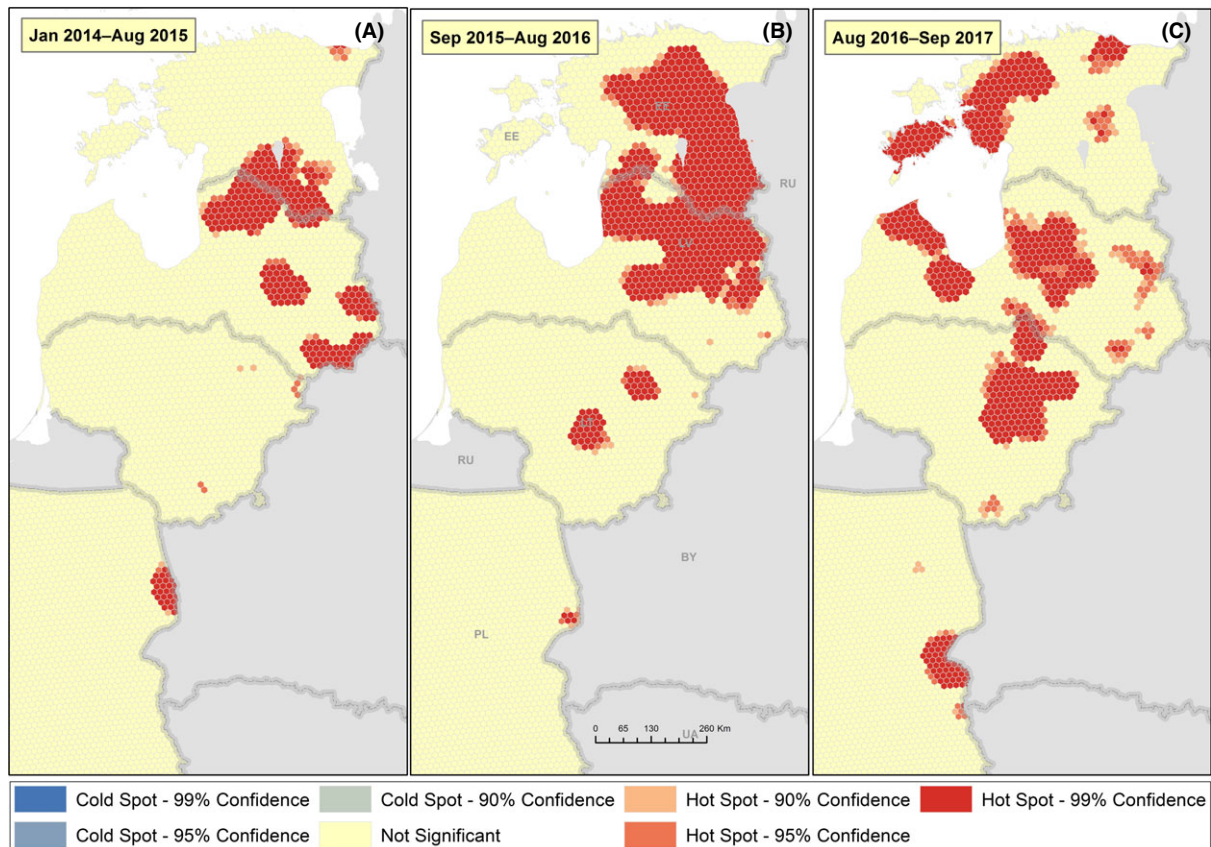 Jan 2014–Aug 2015
(A)
Sep 2015–Aug 2016
(B)
Aug 2016–Sep 2017
(C)
EE
EE
RU
LV
LT
RU
BY
PL
0 65 130 260 Km
UA
Cold Spot - 99% Confidence
Cold Spot - 90% Confidence
Hot Spot - 90% Confidence
Hot Spot - 99% Confidence
Cold Spot - 95% Confidence
Not Significant
Hot Spot - 95% Confidence